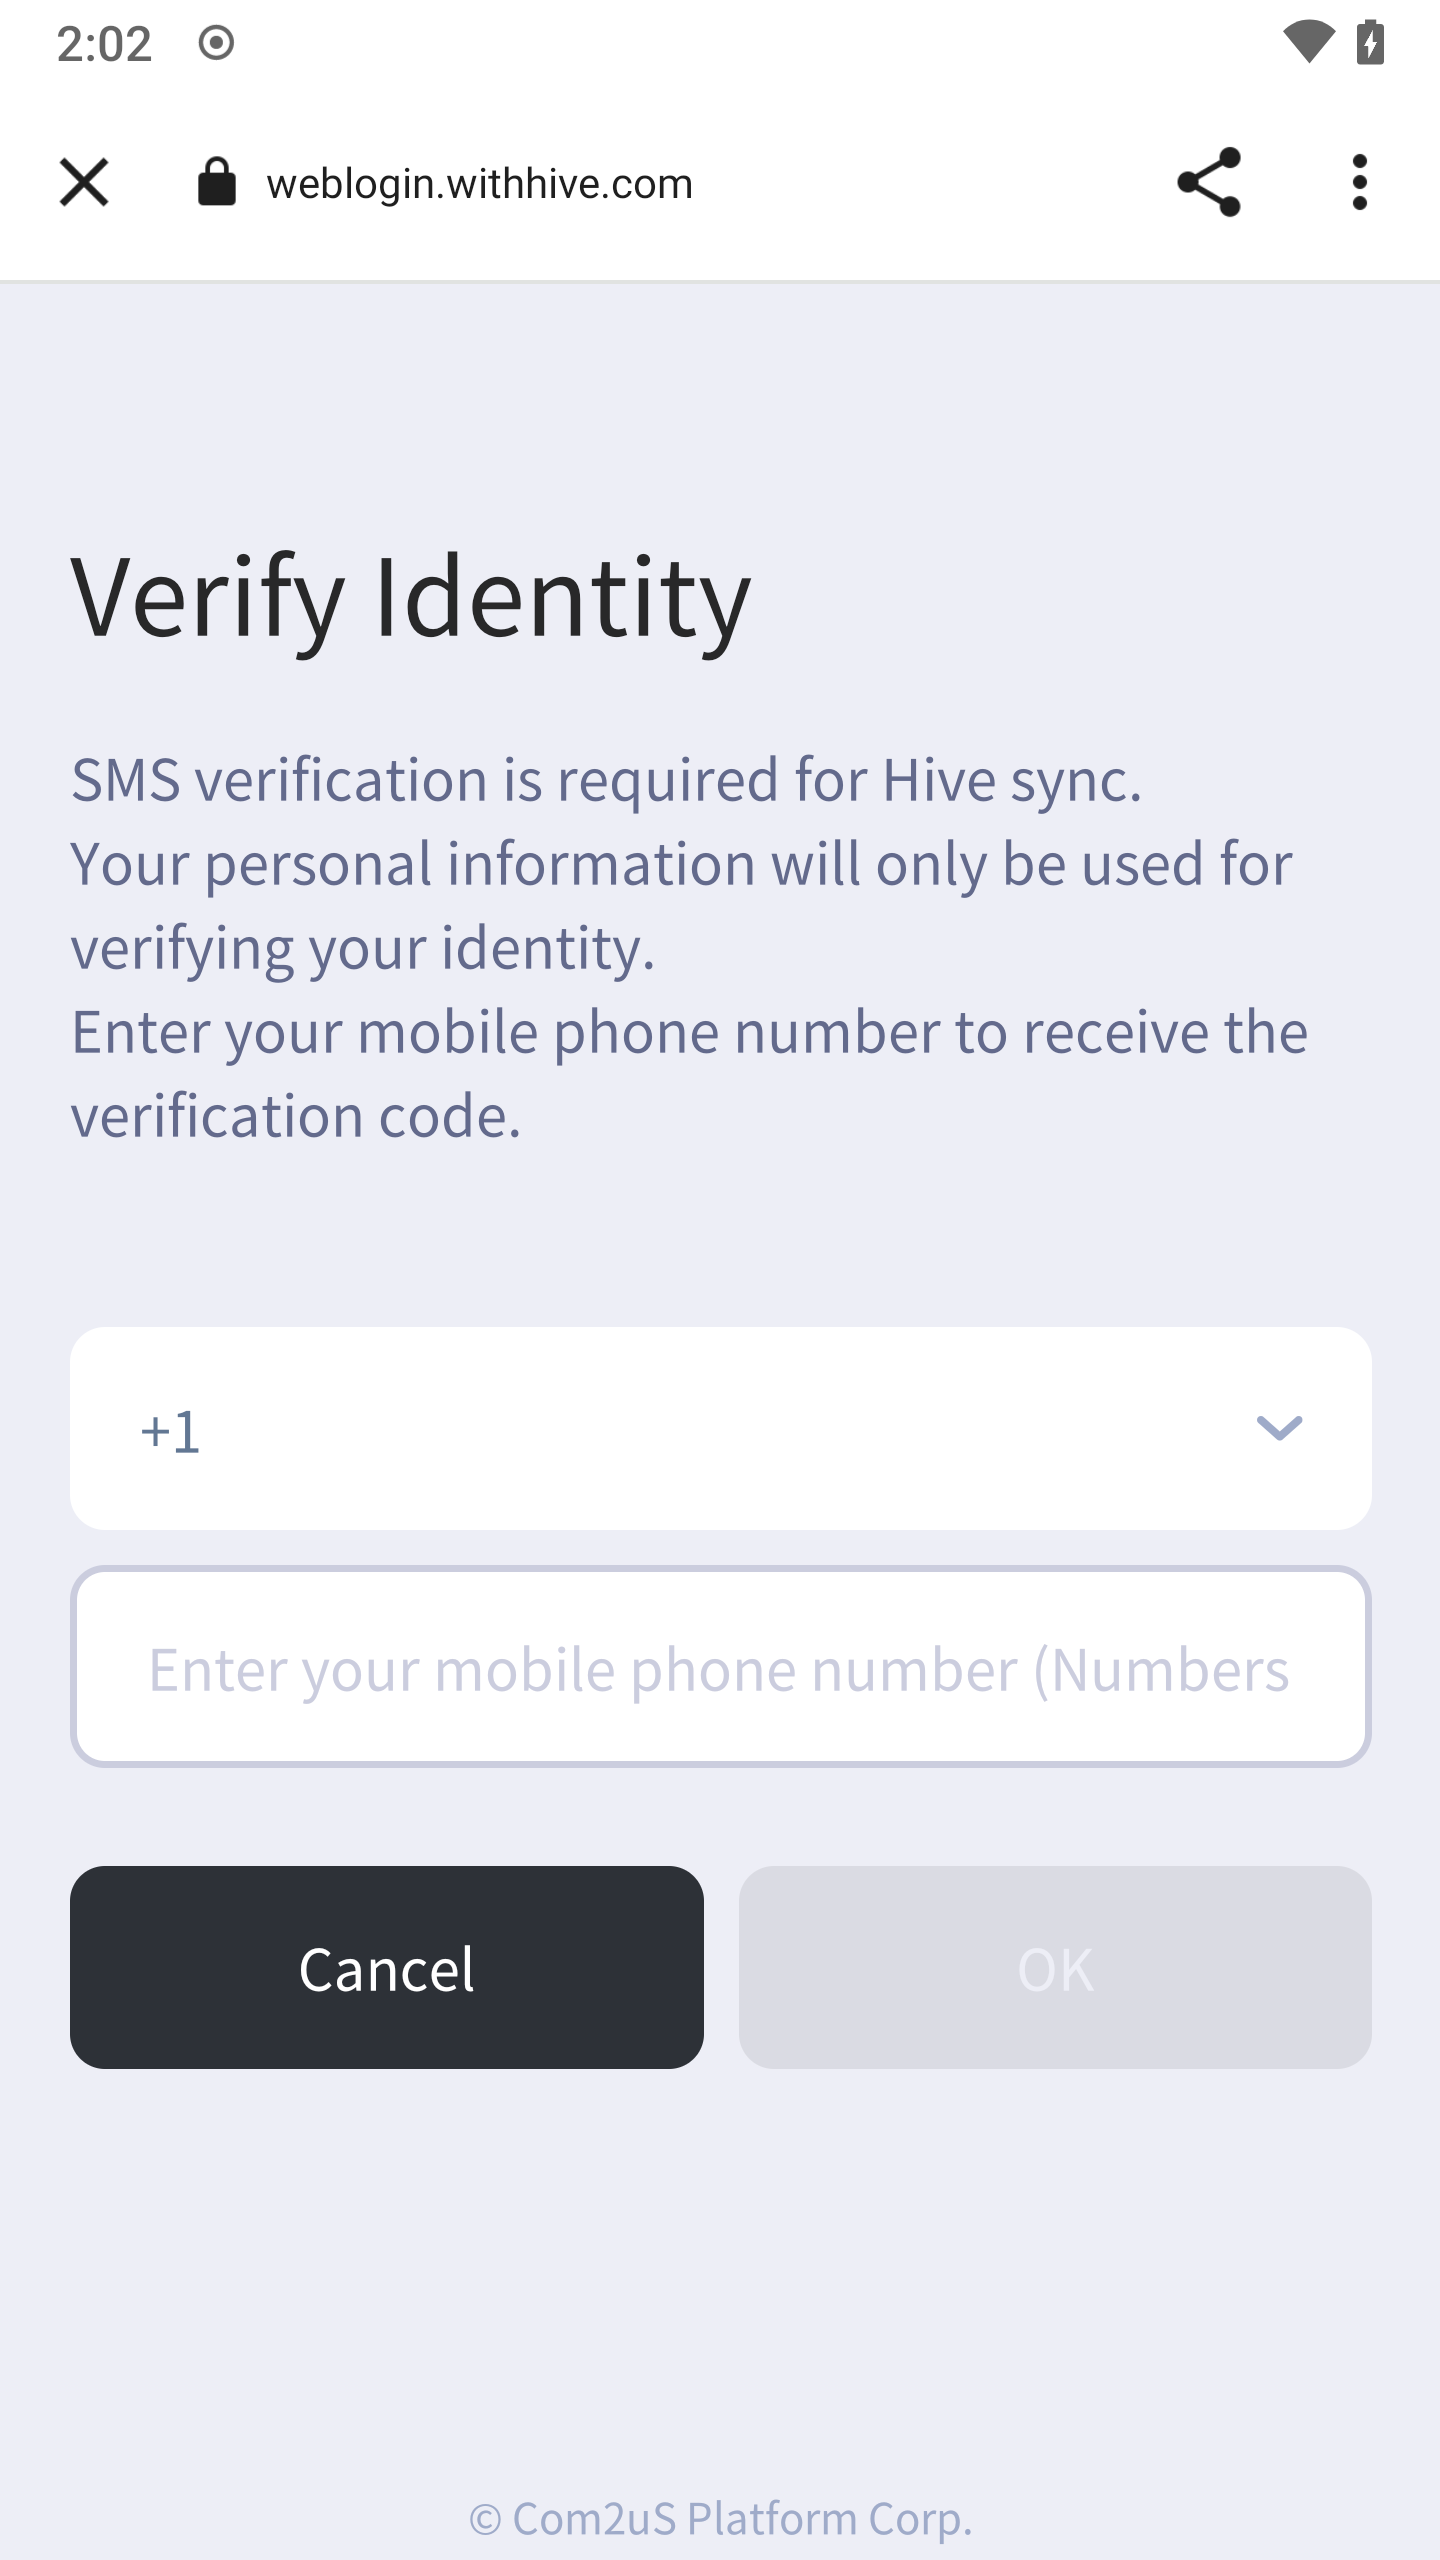 2:02
weblogin.withhive.com
Verify Identity
SMS verification is required for Hive sync.
Your personal information will only be used for
verifying your identity.
Enter your mobile phone number to receive the
verification code.
+1
Enter your mobile phone number (Numbers
Cancel
OK
© Com2uS Platform Corp.